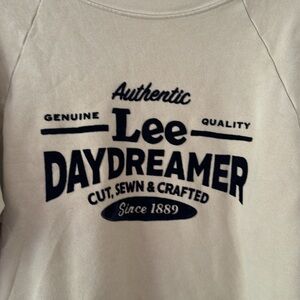 Authentic
GENUINE Lee QUALITY
DAYDREAMER
CUT, SEWN & CRAFTED
Since 1889